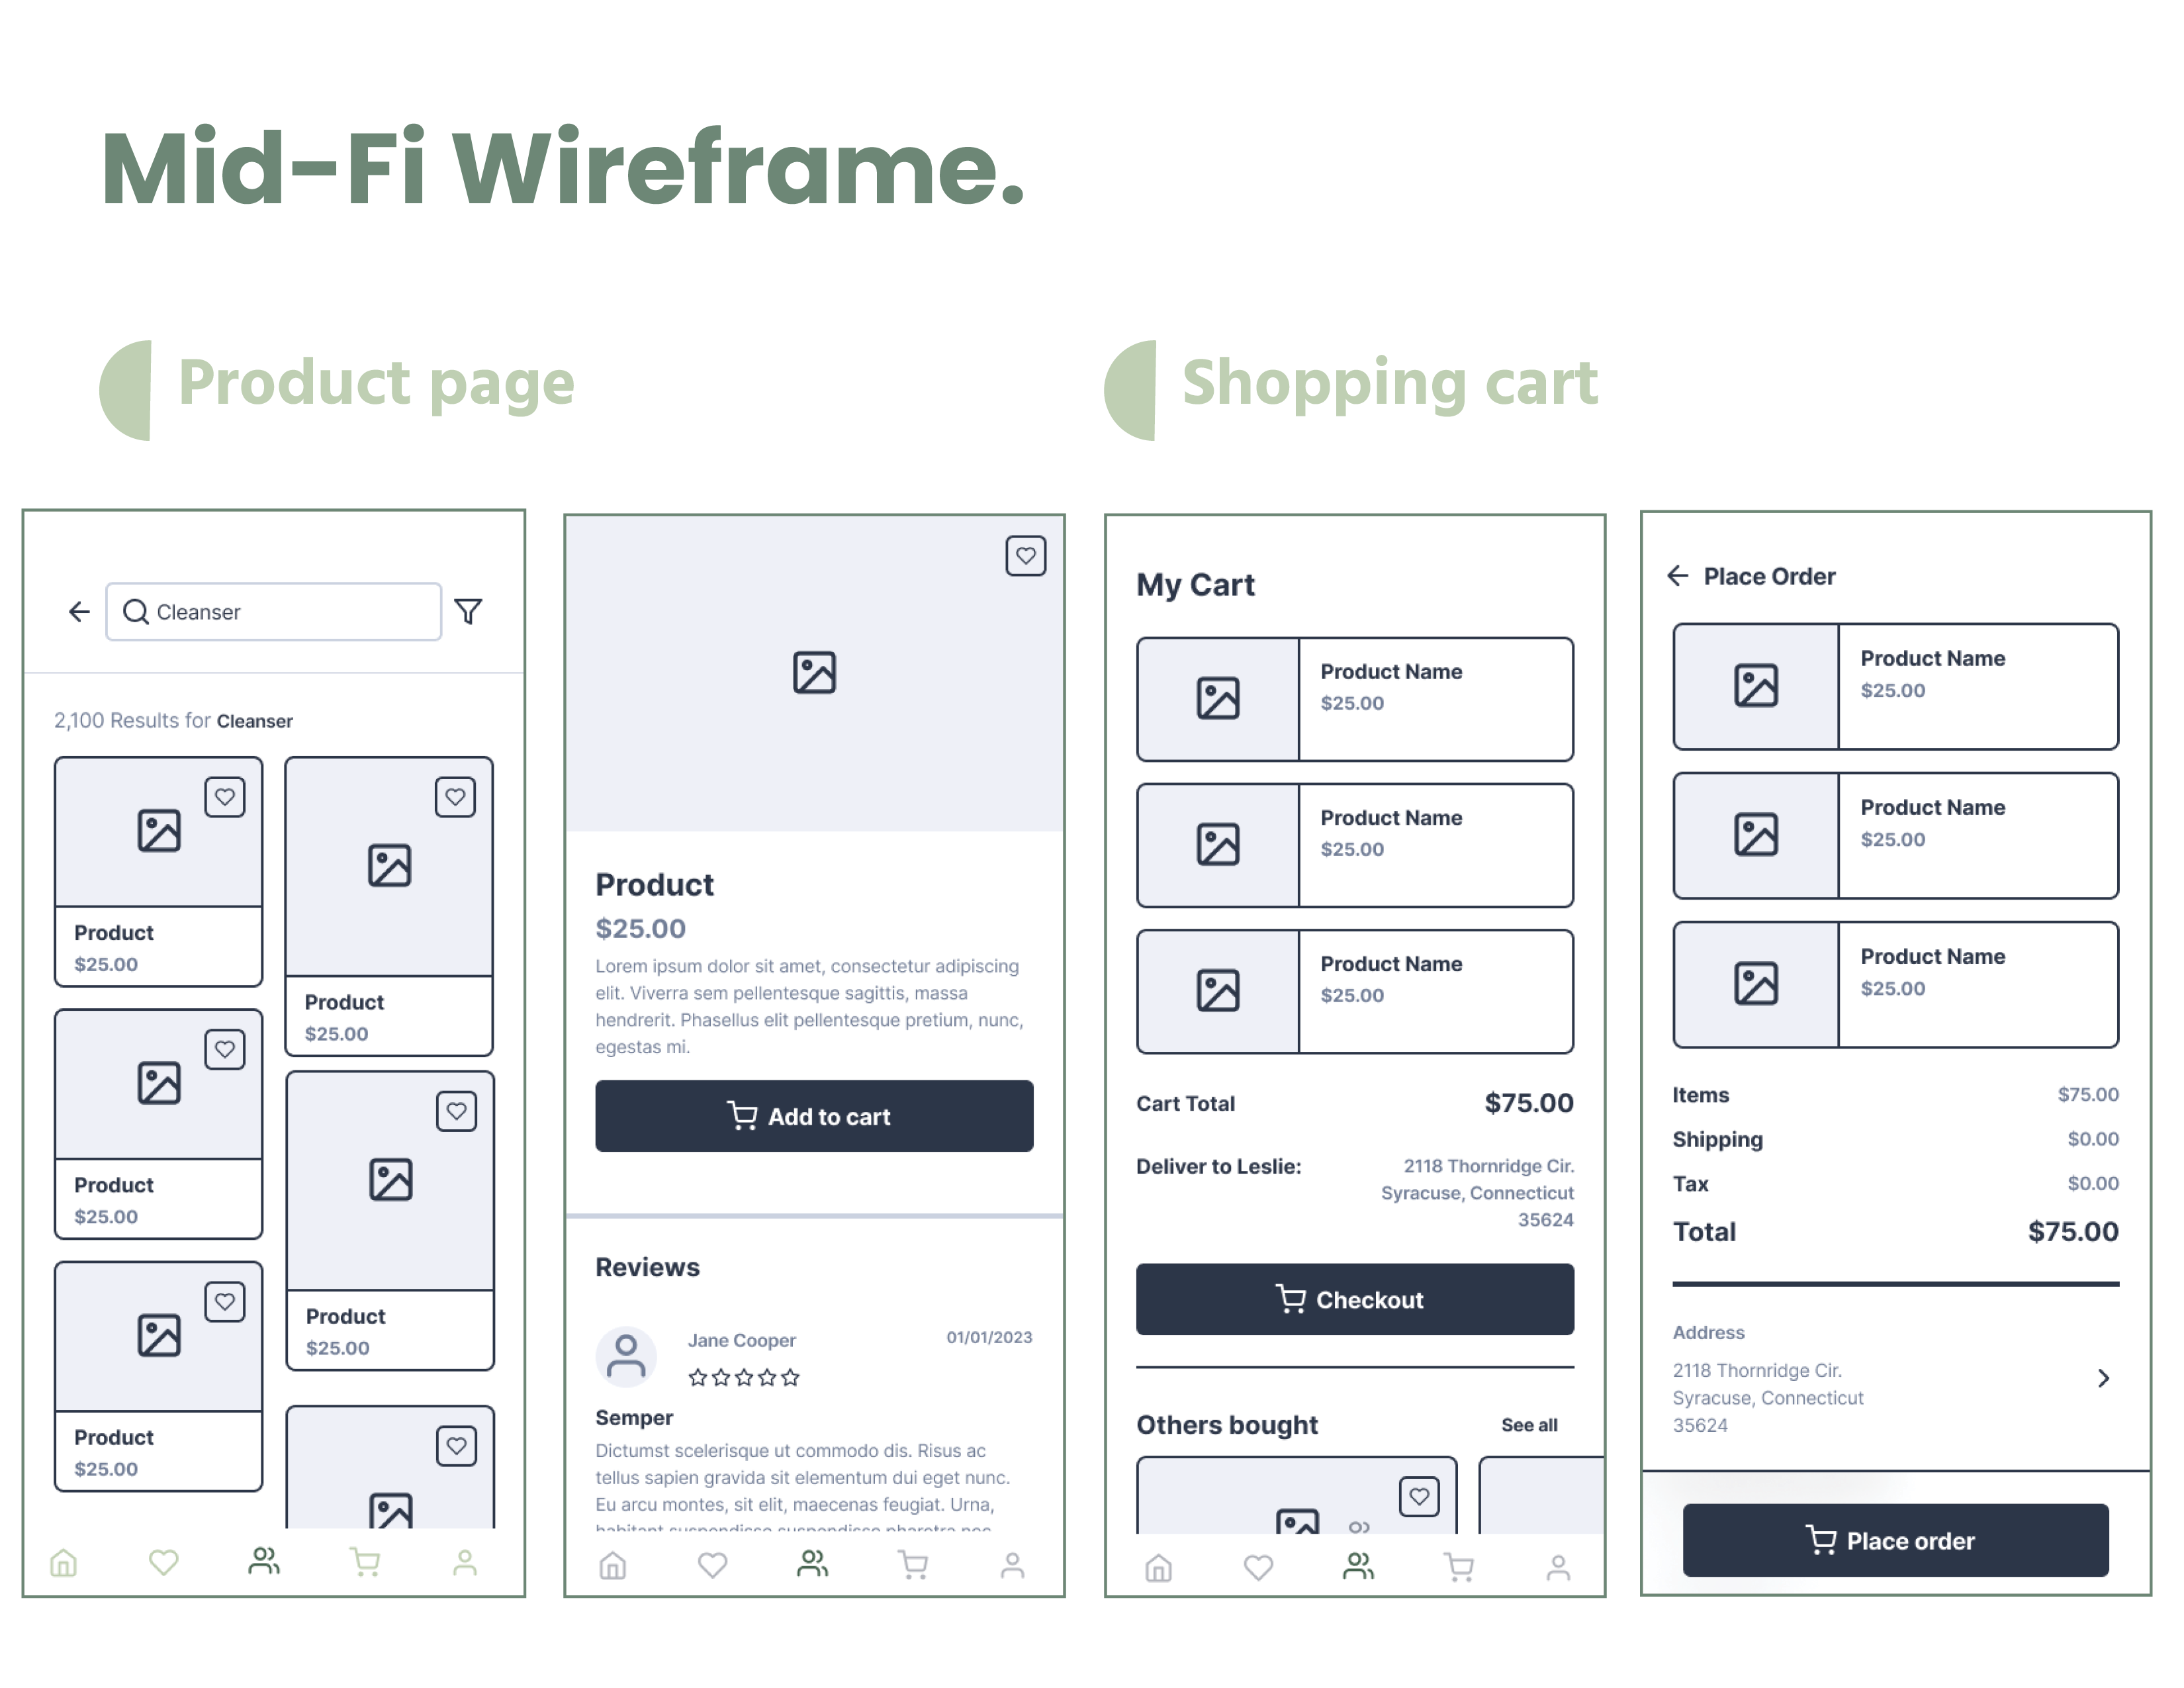 Mid-Fi Wireframe.
Product page
Shopping cart
Cleanser
2,100 Results for Cleanser
Product
$25.00
Product
$25.00
Product
$25.00
Product
$25.00
Product
$25.00
Product
$25.00
Lorem ipsum dolor sit amet, consectetur adipiscing
elit. Viverra sem pellentesque sagittis, massa
hendrerit. Phasellus elit pellentesque pretium, nunc,
egestas mi.
Add to cart
Reviews
Jane Cooper
01/01/2023
Semper
Dictumst scelerisque ut commodo dis. Risus ac
tellus sapien gravida sit elementum dui eget nunc.
Eu arcu montes, sit elit, maecenas feugiat. Urna,
habitant suspendisse suspendisse pharetra nec
My Cart
Product Name
$25.00
Product Name
$25.00
Product Name
$25.00
Cart Total $75.00
Deliver to Leslie: 2118 Thornridge Cir.
Syracuse, Connecticut
35624
Checkout
Others bought See all
Place Order
Product Name
$25.00
Product Name
$25.00
Product Name
$25.00
Items $75.00
Shipping $0.00
Tax $0.00
Total $75.00
Address
2118 Thornridge Cir.
Syracuse, Connecticut
35624
Place order